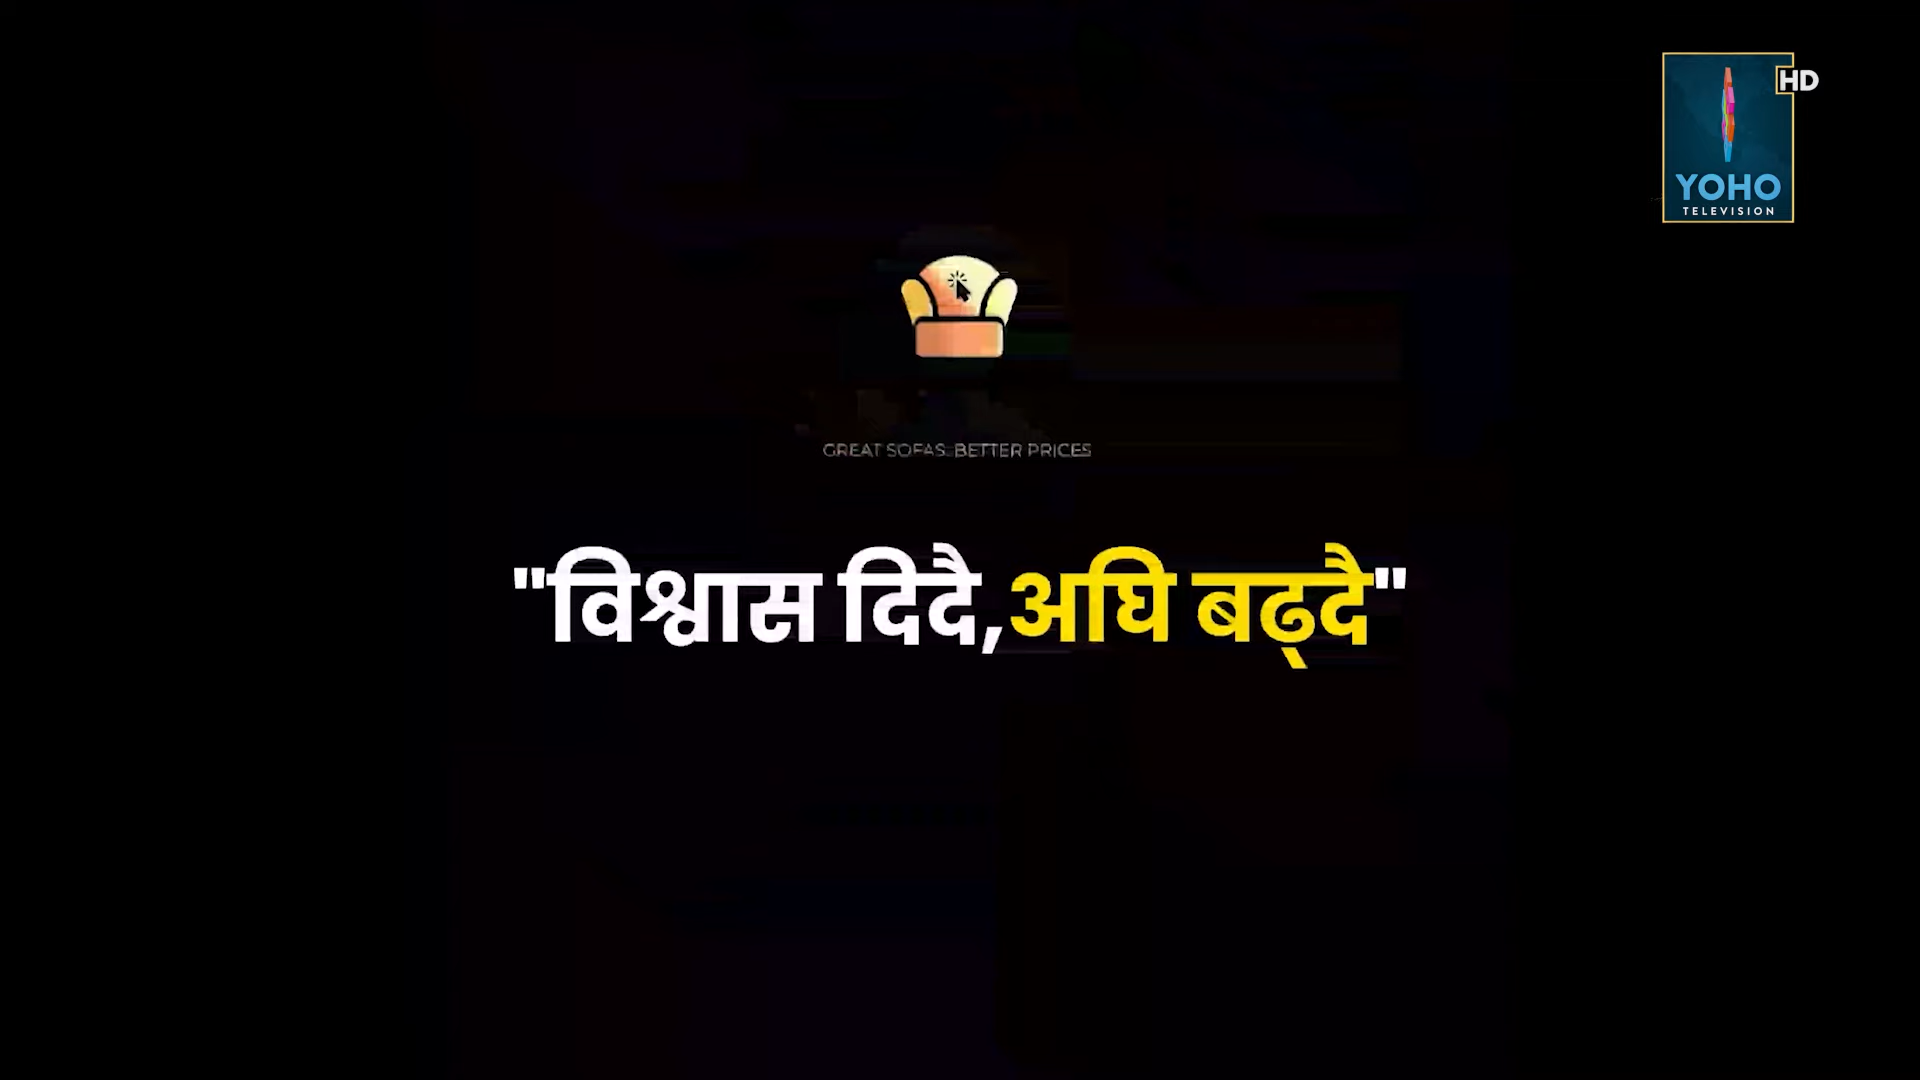 HD
YOHO
TELEVISION
GREAT SOFAS. BETTER PRICES
"विश्वास दिदै,अघि बढ्दै"